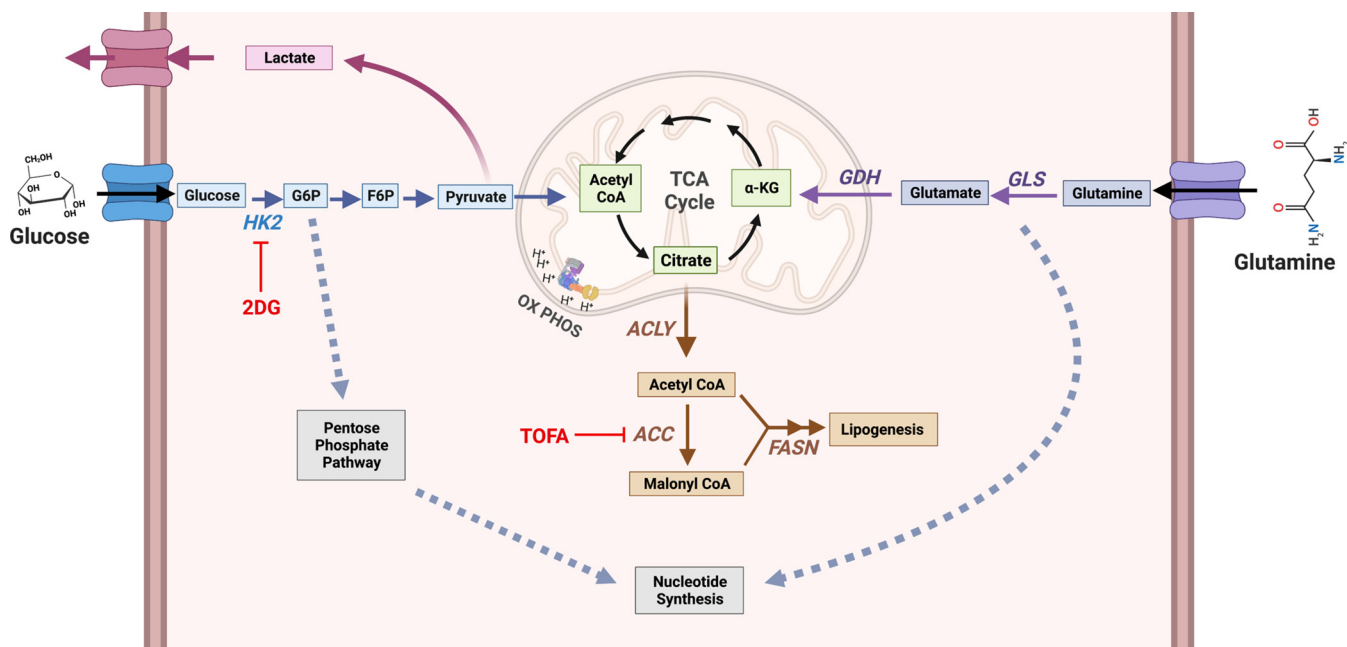 Lactate
CH₂OH
O
OH
OH
OH
OH
Glucose
Glucose
G6P
F6P
Pyruvate
HK2
2DG
Acetyl
CoA
TCA
Cycle
α-KG
Citrate
H⁺
H⁺
H⁺
H⁺
H⁺
OX PHOS
GDH
Glutamate
GLS
Glutamine
OH
O
NH₂
O
NH₂
Glutamine
ACLY
Acetyl CoA
TOFA
ACC
FASN
Lipogenesis
Malonyl CoA
Pentose
Phosphate
Pathway
Nucleotide
Synthesis